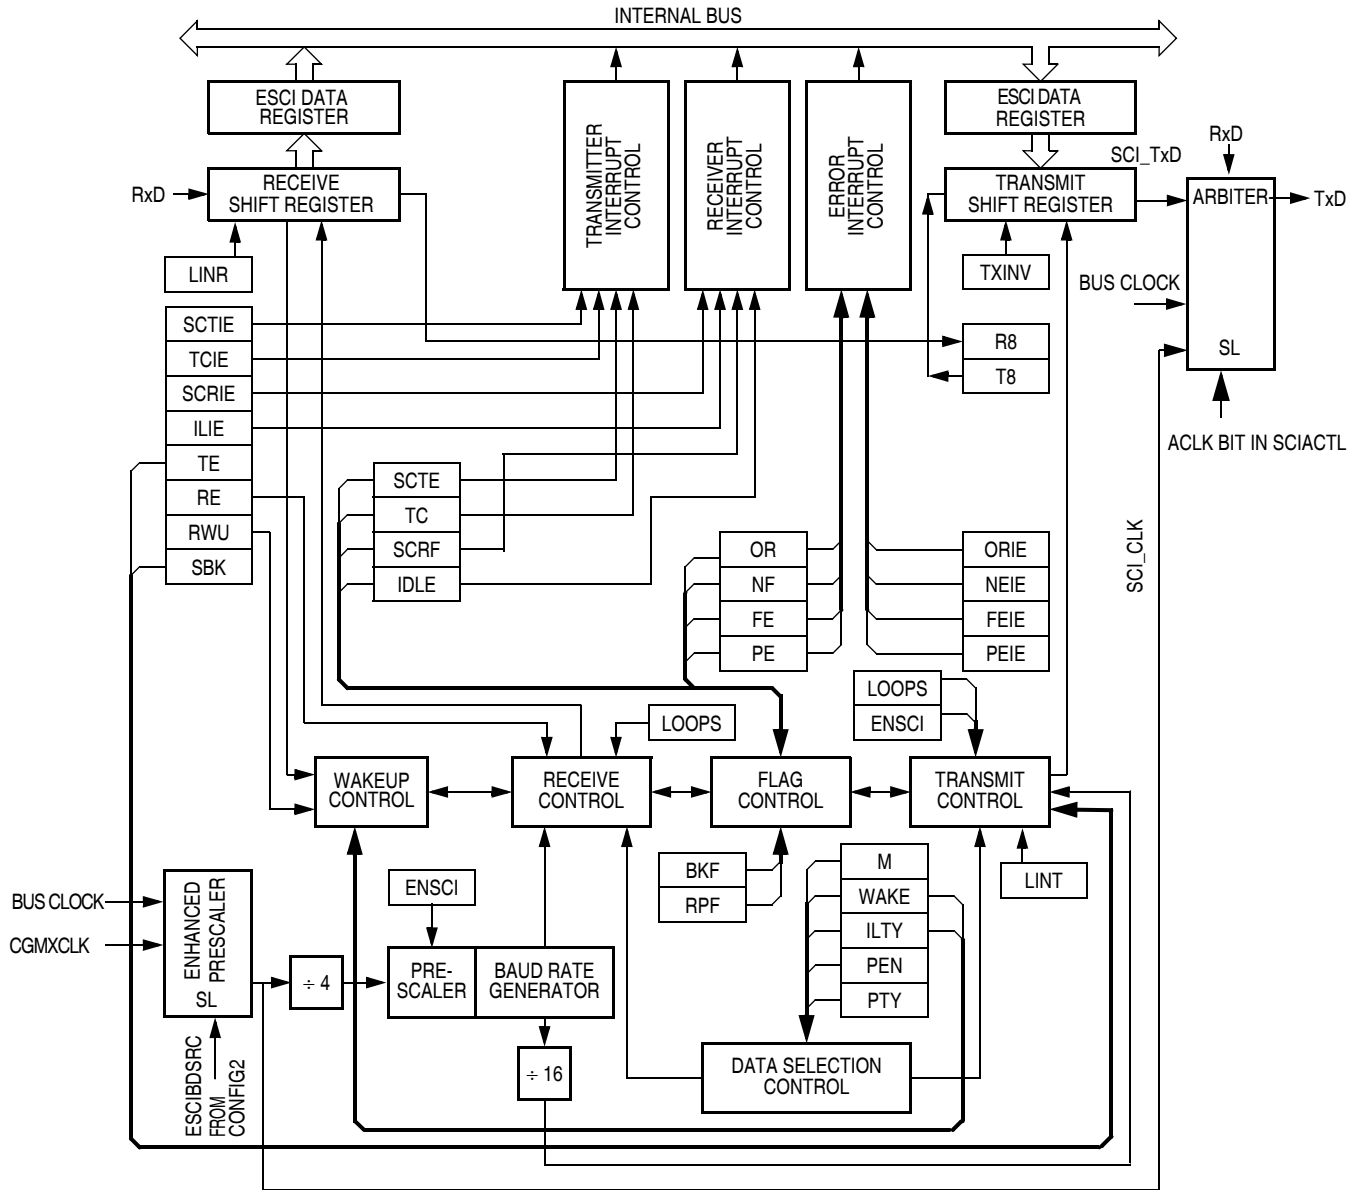 INTERNAL BUS
ESCI DATA
REGISTER
TRANSMITTER
INTERRUPT
CONTROL
RECEIVER
INTERRUPT
CONTROL
ERROR
INTERRUPT
CONTROL
ESCI DATA
REGISTER
RxD
RECEIVE
SHIFT REGISTER
SCI_TxD
TRANSMIT
SHIFT REGISTER
RxD
ARBITER
TxD
LINR
TXINV
BUS CLOCK
SL
ACLK BIT IN SCIACTL
SCTIE
TCIE
SCRIE
ILIE
TE
RE
RWU
SBK
R8
T8
SCTE
TC
SCRF
IDLE
OR
NF
FE
PE
ORIE
NEIE
FEIE
PEIE
SCI_CLK
LOOPS
LOOPS
ENSCI
WAKEUP
CONTROL
RECEIVE
CONTROL
FLAG
CONTROL
TRANSMIT
CONTROL
BKF
RPF
M
WAKE
ILTY
PEN
PTY
LINT
BUS CLOCK
CGMXCLK
ENHANCED
PRESCALER
SL
ESCIBDSRC
FROM
CONFIG2
÷ 4
ENSCI
PRE-
SCALER
BAUD RATE
GENERATOR
÷ 16
DATA SELECTION
CONTROL